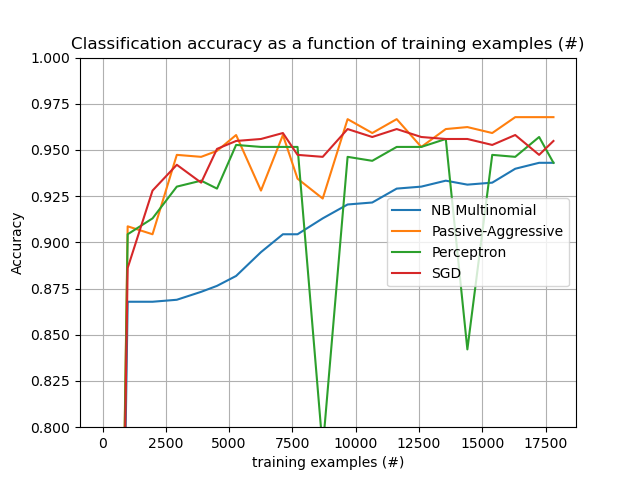 Classification accuracy as a function of training examples (#)
1.000
0.975
0.950
0.925
0.900
0.875
0.850
0.825
0.800
Accuracy
NB Multinomial
Passive-Aggressive
Perceptron
SGD
0 2500 5000 7500 10000 12500 15000 17500
training examples (#)